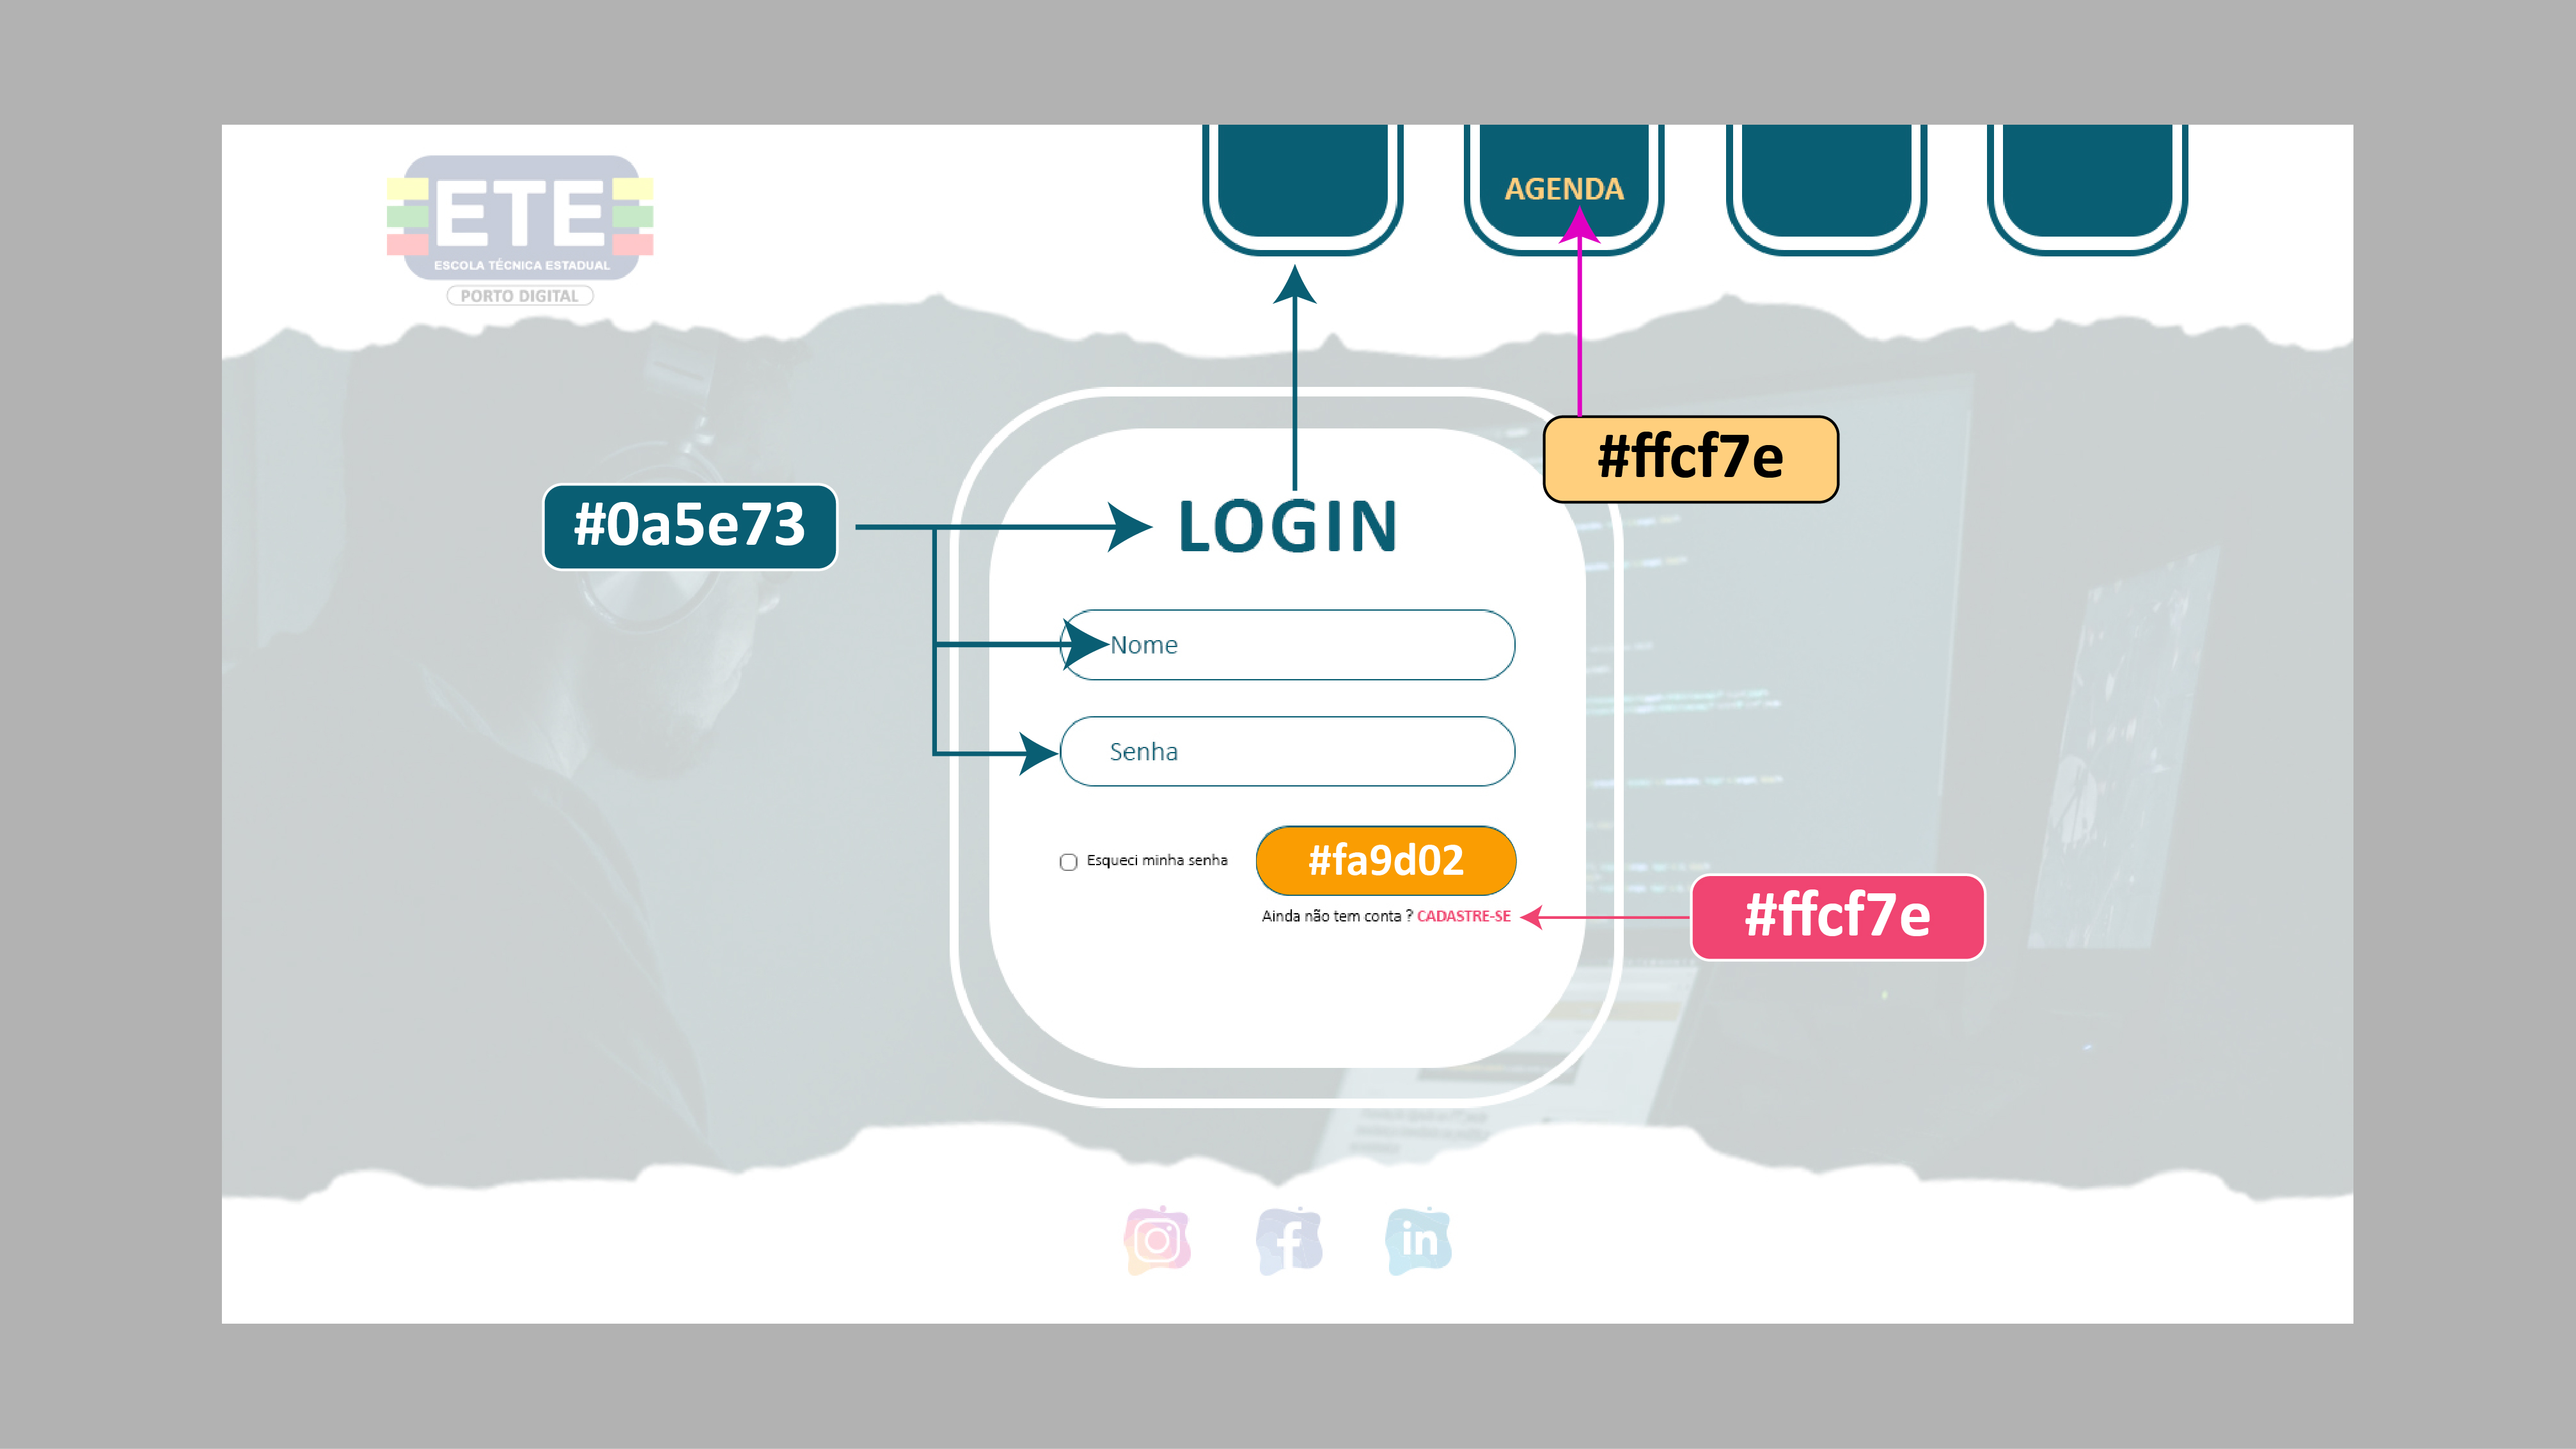 ETE
ESCOLA TÉCNICA ESTADUAL
PORTO DIGITAL
AGENDA
#ffcf7e
#0a5e73
LOGIN
Nome
Senha
Esqueci minha senha
#fa9d02
Ainda não tem conta ? CADASTRE-SE
#ffcf7e
f
in